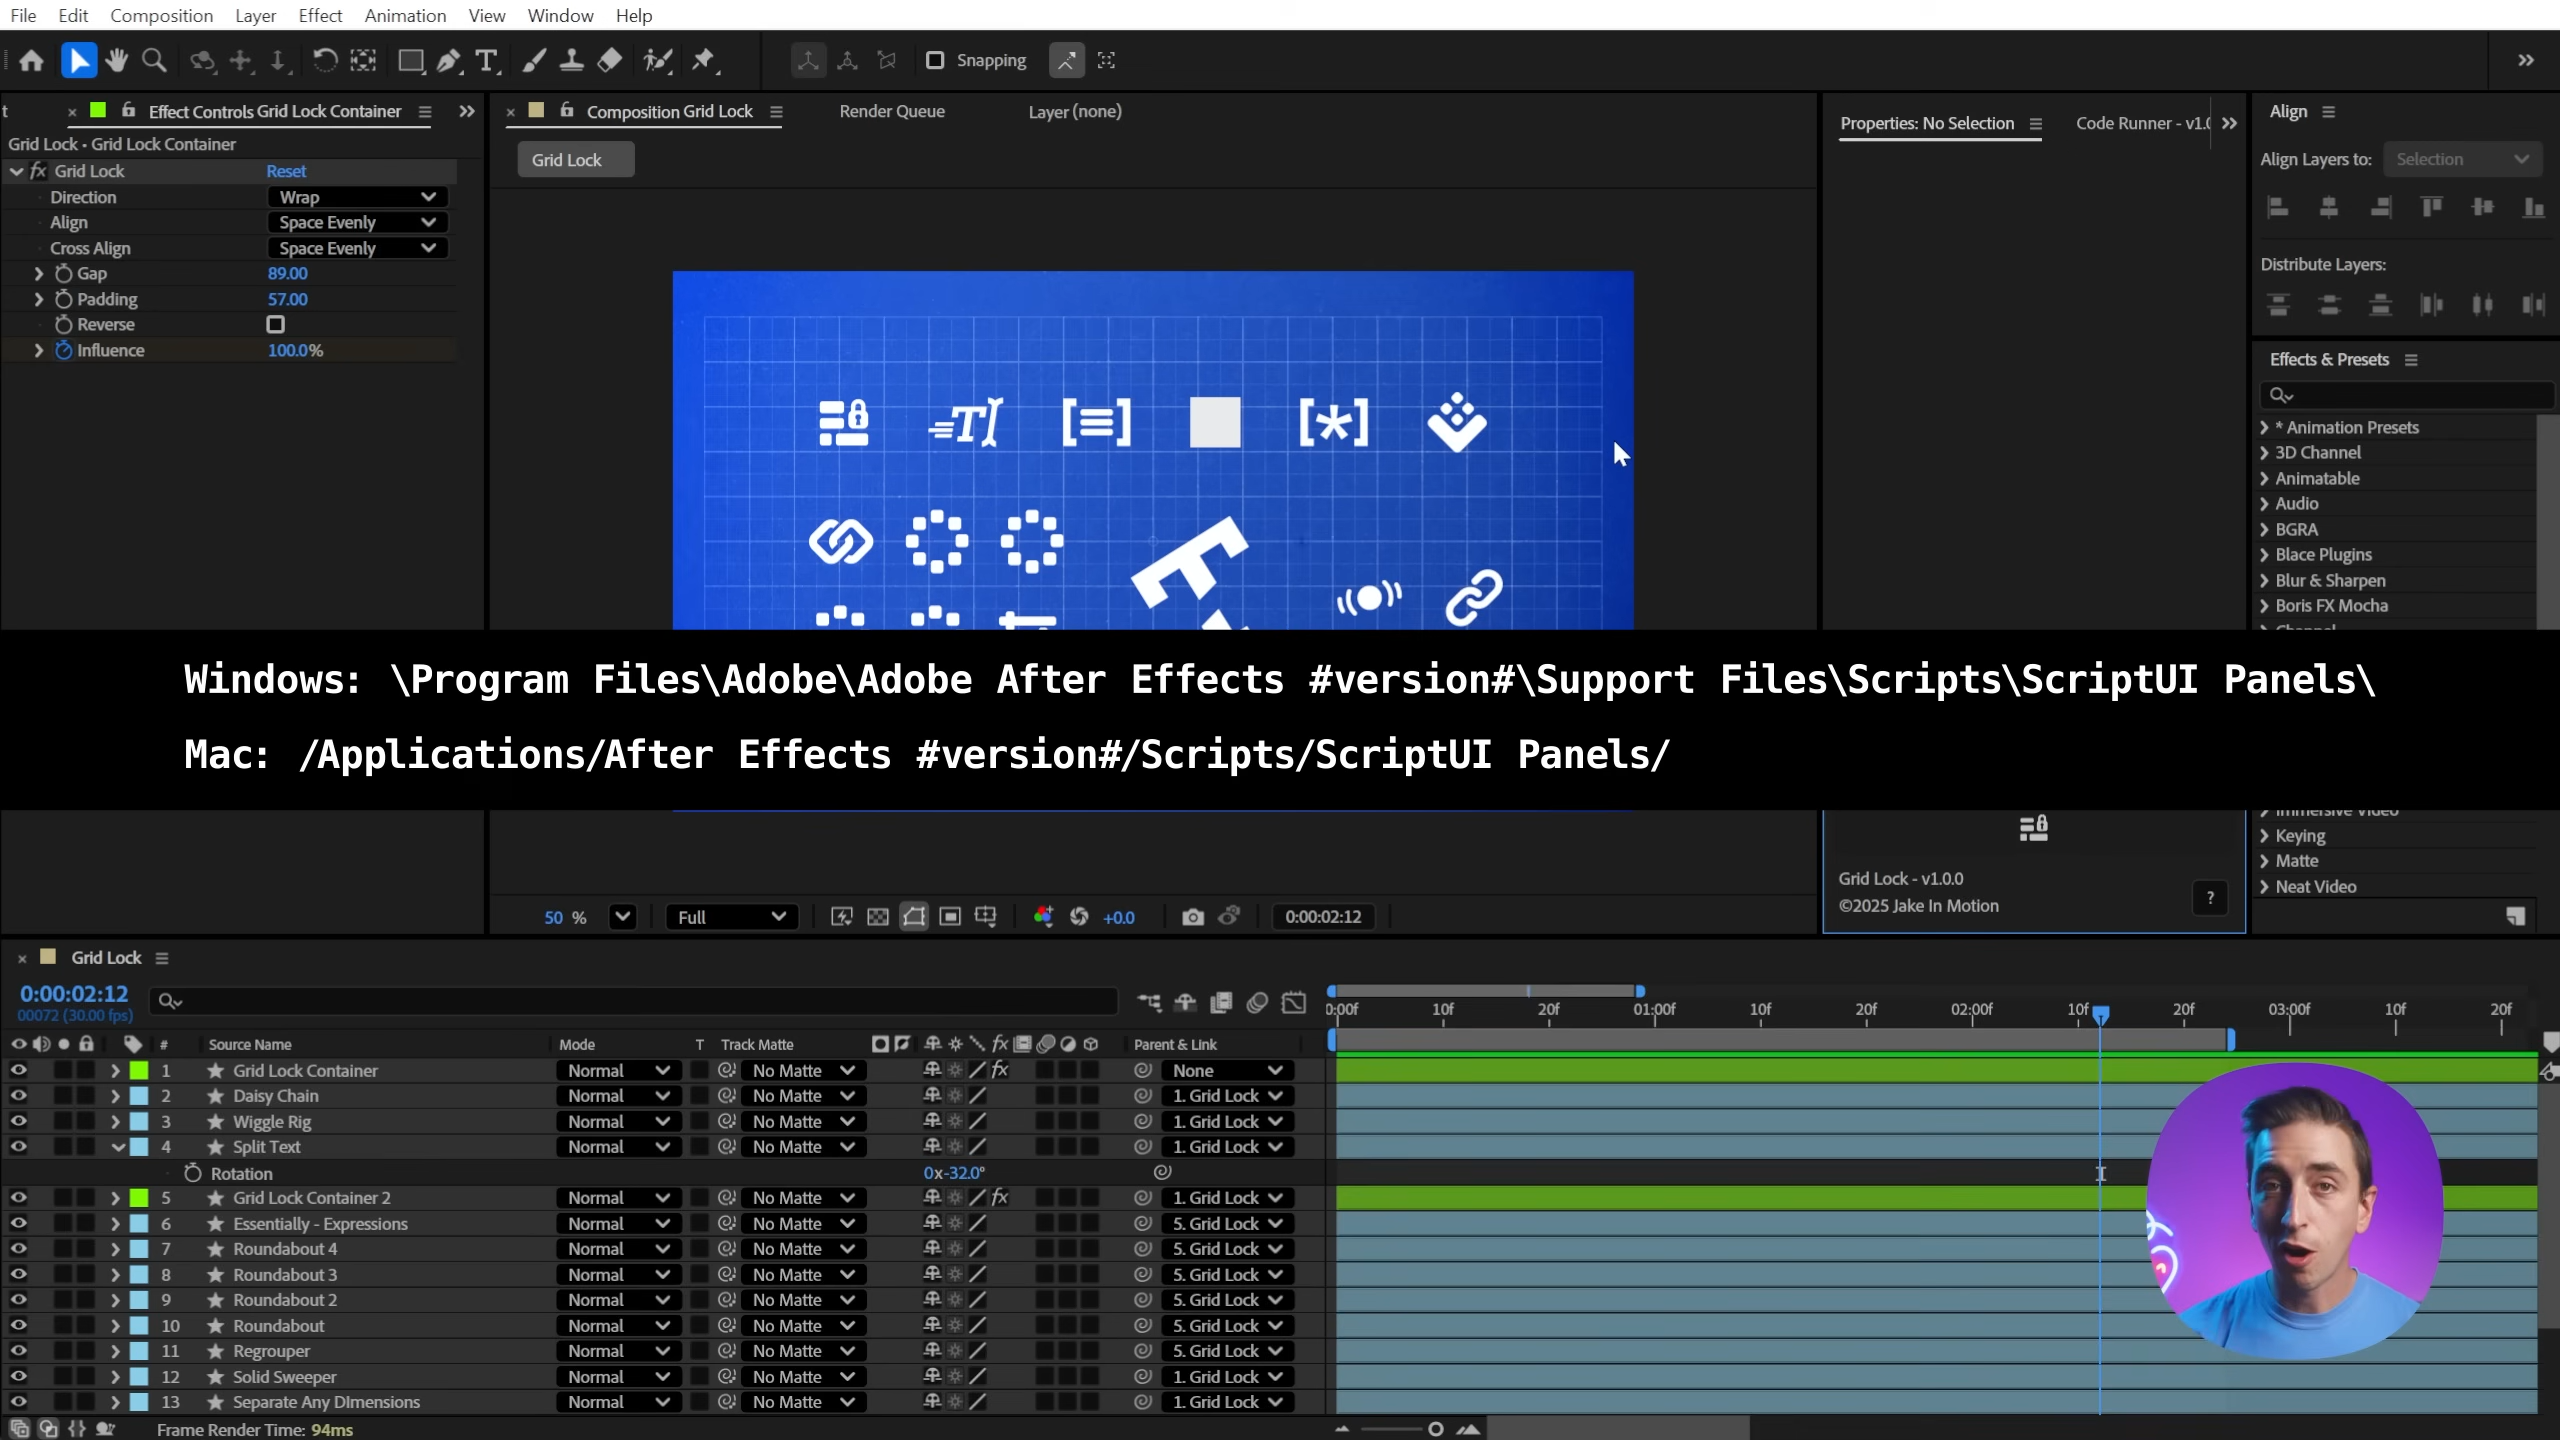 File Edit Composition Layer Effect Animation View Window Help
Snapping
Effect Controls Grid Lock Container
Composition Grid Lock
Render Queue
Layer (none)
Properties: No Selection
Code Runner - v1.0
Align
Grid Lock • Grid Lock Container
Grid Lock
Align Layers to: Selection
fx Grid Lock Reset
Direction Wrap
Align Space Evenly
Cross Align Space Evenly
Gap 89.00
Padding 57.00
Reverse
Influence 100.0%
Distribute Layers:
Effects & Presets
* Animation Presets
3D Channel
Animatable
Audio
BGRA
Blace Plugins
Blur & Sharpen
Boris FX Mocha
Windows: \Program Files\Adobe\Adobe After Effects #version#\Support Files\Scripts\ScriptUI Panels\
Mac: /Applications/After Effects #version#/Scripts/ScriptUI Panels/
Immersive Video
Keying
Matte
Neat Video
Grid Lock - v1.0.0
©2025 Jake In Motion
?
50 % Full +0.0 0:00:02:12
Grid Lock
0:00:02:12
00072 (30.00 fps)
0:00f 10f 20f 01:00f 10f 20f 02:00f 10f 20f 03:00f 10f 20f
# Source Name Mode T Track Matte fx Parent & Link
1 Grid Lock Container Normal No Matte fx None
2 Daisy Chain Normal No Matte 1. Grid Lock
3 Wiggle Rig Normal No Matte 1. Grid Lock
4 Split Text Normal No Matte 1. Grid Lock
Rotation 0x-32.0°
5 Grid Lock Container 2 Normal No Matte fx 1. Grid Lock
6 Essentially - Expressions Normal No Matte 5. Grid Lock
7 Roundabout 4 Normal No Matte 5. Grid Lock
8 Roundabout 3 Normal No Matte 5. Grid Lock
9 Roundabout 2 Normal No Matte 5. Grid Lock
10 Roundabout Normal No Matte 5. Grid Lock
11 Regrouper Normal No Matte 5. Grid Lock
12 Solid Sweeper Normal No Matte 1. Grid Lock
13 Separate Any DImensions Normal No Matte 1. Grid Lock
Frame Render Time: 94ms